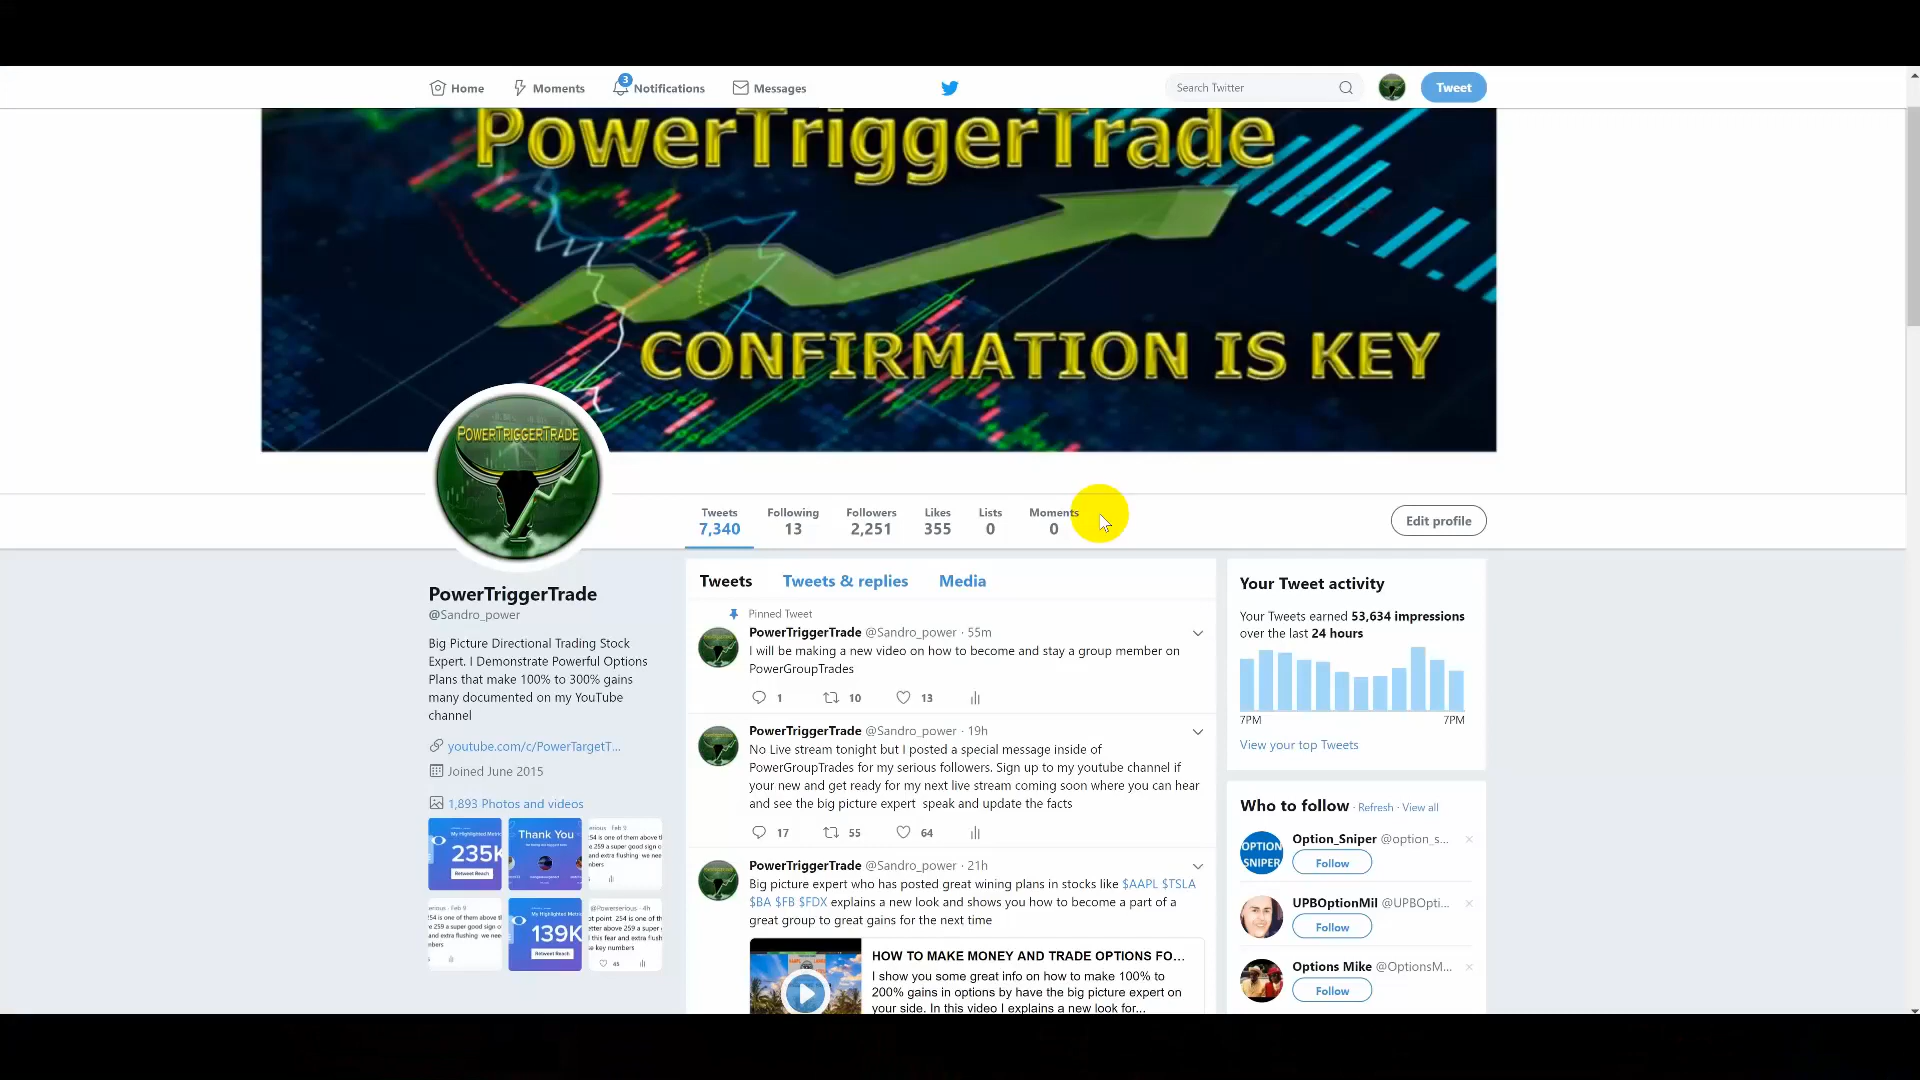 Home
Moments
3
Notifications
Messages
Search Twitter
Tweet
PowerTriggerTrade
CONFIRMATION IS KEY
POWERTRIGGERTRADE
Tweets
7,340
Following
13
Followers
2,251
Likes
355
Lists
0
Moments
0
Edit profile
PowerTriggerTrade
@Sandro_power
Big Picture Directional Trading Stock
Expert. I Demonstrate Powerful Options
Plans that make 100% to 300% gains
many documented on my YouTube
channel
youtube.com/c/PowerTargetT...
Joined June 2015
1,893 Photos and videos
My Highlighted Metric
235K
Retweet Reach
Thank You
139K
Retweet Reach
Tweets
Tweets & replies
Media
Pinned Tweet
PowerTriggerTrade @Sandro_power · 55m
I will be making a new video on how to become and stay a group member on
PowerGroupTrades
1
10
13
PowerTriggerTrade @Sandro_power · 19h
No Live stream tonight but I posted a special message inside of
PowerGroupTrades for my serious followers. Sign up to my youtube channel if
your new and get ready for my next live stream coming soon where you can hear
and see the big picture expert speak and update the facts
17
55
64
PowerTriggerTrade @Sandro_power · 21h
Big picture expert who has posted great wining plans in stocks like $AAPL $TSLA
$BA $FB $FDX explains a new look and shows you how to become a part of a
great group to great gains for the next time
HOW TO MAKE MONEY AND TRADE OPTIONS FO...
I show you some great info on how to make 100% to
200% gains in options by have the big picture expert on
your side. In this video I explains a new look for...
Your Tweet activity
Your Tweets earned 53,634 impressions
over the last 24 hours
7PM
7PM
View your top Tweets
Who to follow · Refresh · View all
OPTION
SNIPER
Option_Sniper @option_s...
Follow
UPBOptionMil @UPBOpti...
Follow
Options Mike @OptionsM...
Follow